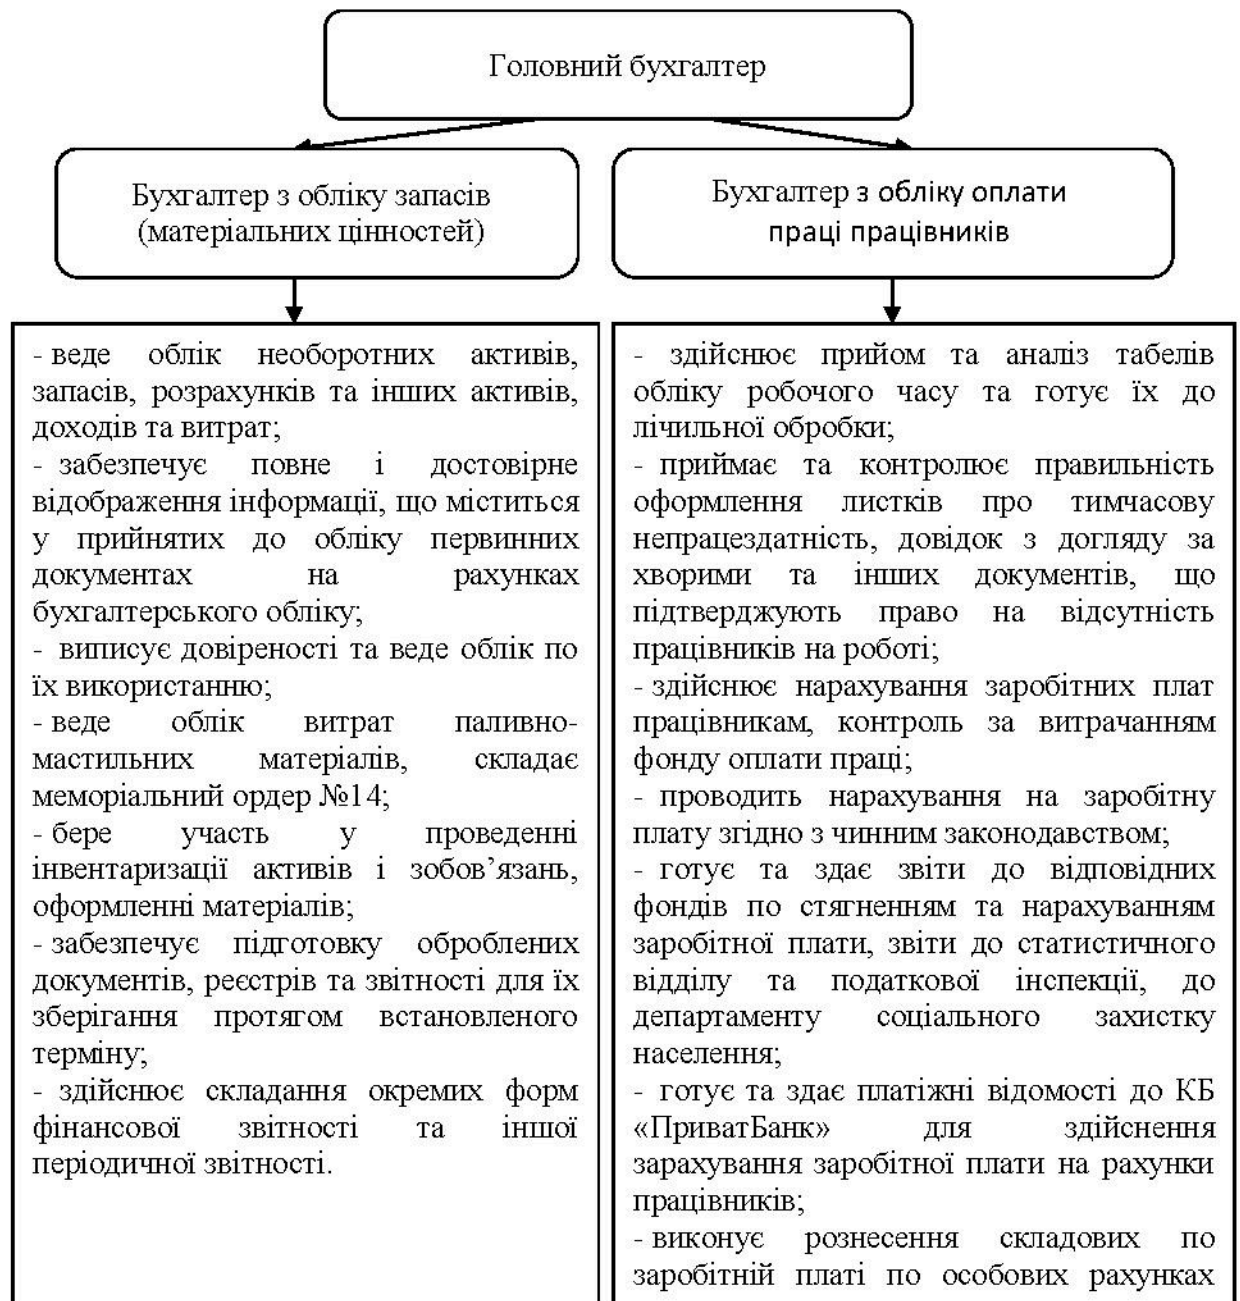 Головний бухгалтер
Бухгалтер з обліку запасів
(матеріальних цінностей)
Бухгалтер з обліку оплати
праці працівників
- веде облік необоротних активів,
запасів, розрахунків та інших активів,
доходів та витрат;
- забезпечує повне і достовірне
відображення інформації, що міститься
у прийнятих до обліку первинних
документах на рахунках
бухгалтерського обліку;
- виписує довіреності та веде облік по
їх використанню;
- веде облік витрат паливно-
мастильних матеріалів, складає
меморіальний ордер №14;
- бере участь у проведенні
інвентаризації активів і зобов’язань,
оформленні матеріалів;
- забезпечує підготовку оброблених
документів, реєстрів та звітності для їх
зберігання протягом встановленого
терміну;
- здійснює складання окремих форм
фінансової звітності та іншої
періодичної звітності.
- здійснює прийом та аналіз табелів
обліку робочого часу та готує їх до
лічильної обробки;
- приймає та контролює правильність
оформлення листків про тимчасову
непрацездатність, довідок з догляду за
хворими та інших документів, що
підтверджують право на відсутність
працівників на роботі;
- здійснює нарахування заробітних плат
працівникам, контроль за витрачанням
фонду оплати праці;
- проводить нарахування на заробітну
плату згідно з чинним законодавством;
- готує та здає звіти до відповідних
фондів по стягненням та нарахуванням
заробітної плати, звіти до статистичного
відділу та податкової інспекції, до
департаменту соціального захистку
населення;
- готує та здає платіжні відомості до КБ
«ПриватБанк» для здійснення
зарахування заробітної плати на рахунки
працівників;
- виконує рознесення складових по
заробітній платі по особових рахунках